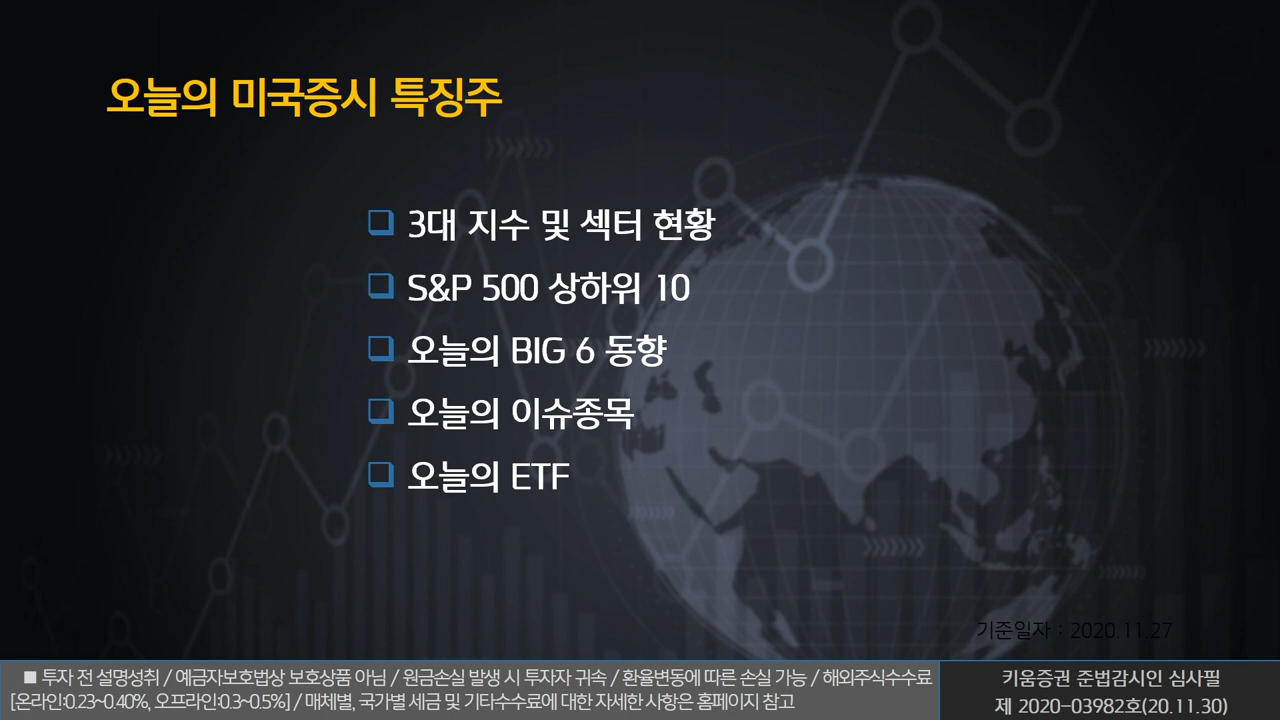 오늘의 미국증시 특징주
❑ 3대 지수 및 섹터 현황
❑ S&P 500 상하위 10
❑ 오늘의 BIG 6 동향
❑ 오늘의 이슈종목
❑ 오늘의 ETF
기준일자 : 2020.11.27
■ 투자 전 설명성취 / 예금자보호법상 보호상품 아님 / 원금손실 발생 시 투자자 귀속 / 환율변동에 따른 손실 가능 / 해외주식수수료
[온라인:0.23~0.40%, 오프라인:0.3~0.5%] / 매체별, 국가별 세금 및 기타수수료에 대한 자세한 사항은 홈페이지 참고
키움증권 준법감시인 심사필
제 2020-03982호(20.11.30)